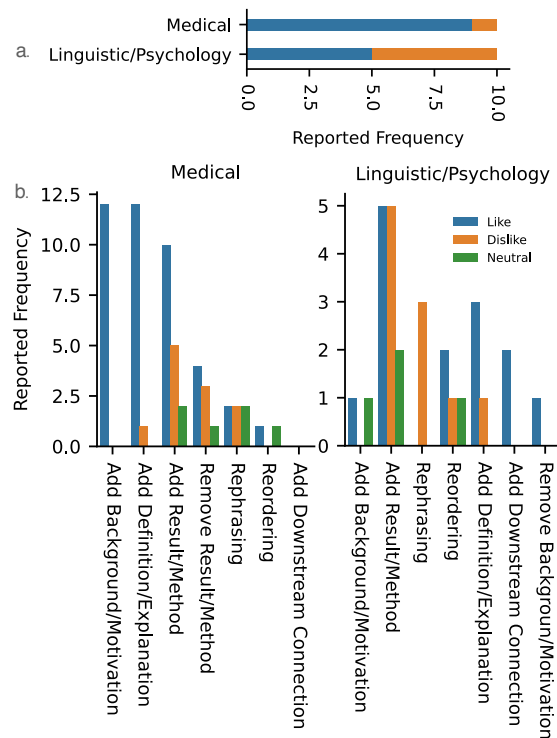 a.
Medical
Linguistic/Psychology
0.0
2.5
5.0
7.5
10.0
Reported Frequency
b.
Medical
Reported Frequency
12.5
10.0
7.5
5.0
2.5
0.0
Add Background/Motivation
Add Definition/Explanation
Add Result/Method
Remove Result/Method
Rephrasing
Reordering
Add Downstream Connection
Linguistic/Psychology
Like
Dislike
Neutral
5
4
3
2
1
0
Add Background/Motivation
Add Result/Method
Rephrasing
Reordering
Add Definition/Explanation
Add Downstream Connection
Remove Backgroun/Motivation